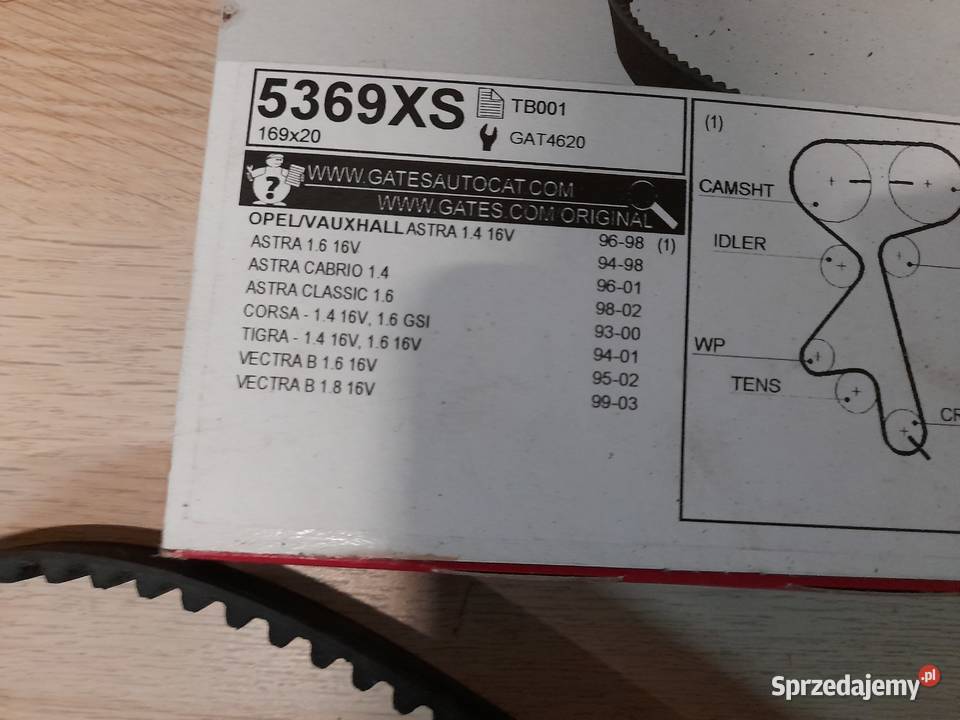 5369XS
TB001
169x20
GAT4620
?
WWW.GATESAUTOCAT.COM
WWW.GATES.COM ORIGINAL
OPEL/VAUXHALL ASTRA 1.4 16V 96-98 (1)
ASTRA 1.6 16V 94-98
ASTRA CABRIO 1.4 96-01
ASTRA CLASSIC 1.6 98-02
CORSA - 1.4 16V, 1.6 GSI 93-00
TIGRA - 1.4 16V, 1.6 16V 94-01
VECTRA B 1.6 16V 95-02
VECTRA B 1.8 16V 99-03
(1)
CAMSHT
IDLER
WP
TENS
CR
Sprzedajemy.pl